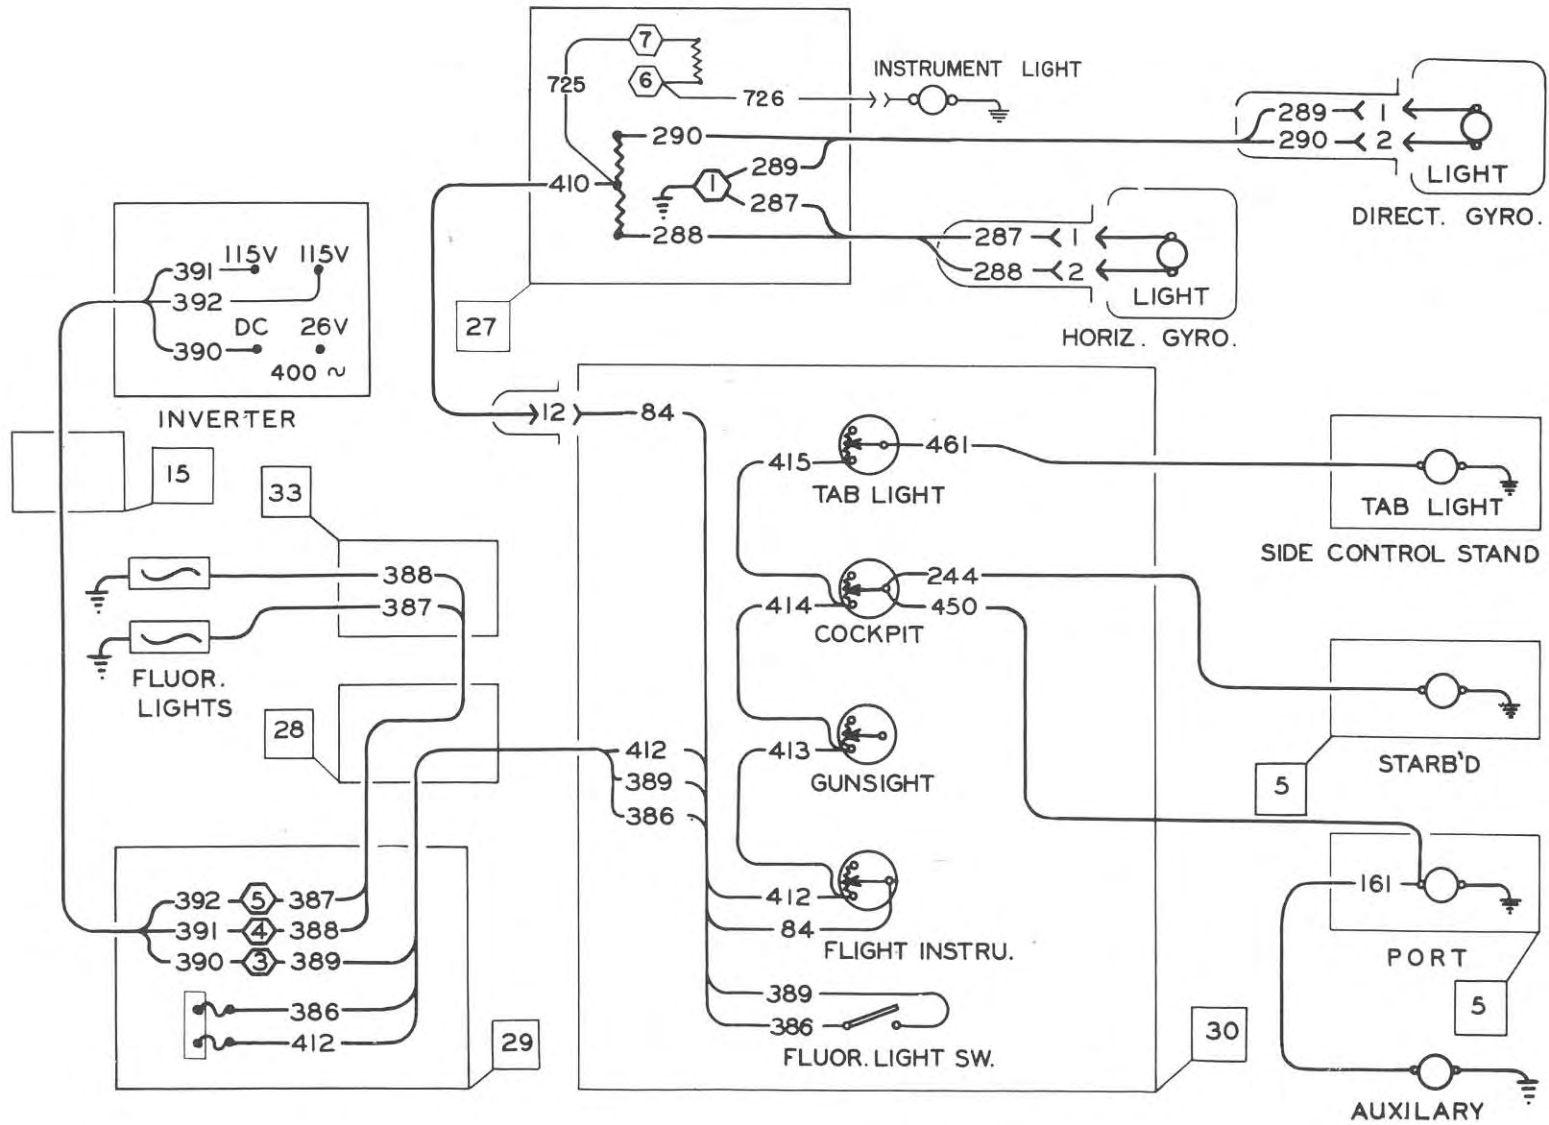 7
725
6
INSTRUMENT LIGHT
726
290
289
1
410
287
288
27
289 1
290 2
LIGHT
DIRECT. GYRO.
287 1
288 2
LIGHT
HORIZ. GYRO.
391 115V 115V
392
DC 26V
390
400 ~
INVERTER
15
33
388
387
FLUOR.
LIGHTS
28
12 84
415 461
TAB LIGHT
TAB LIGHT
SIDE CONTROL STAND
244
414 450
COCKPIT
STARB'D
5
412 413
389
386
GUNSIGHT
412
84
FLIGHT INSTRU.
389
386
FLUOR. LIGHT SW.
30
161
PORT
5
AUXILARY
392 5 387
391 4 388
390 3 389
386
412
29